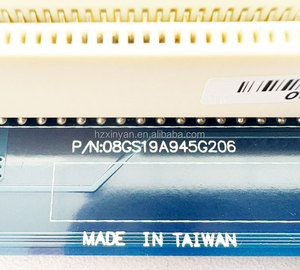 hzxinyan.en.alibaba.com
P/N:08GS19A945G206
MADE IN TAIWAN